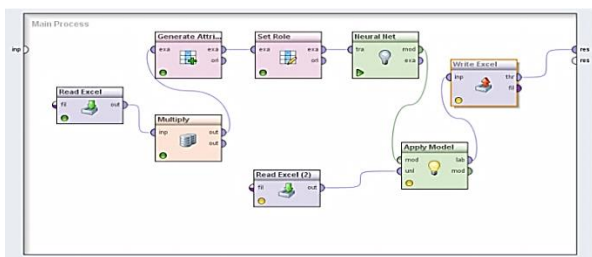 Main Process
Generate Attri...
exa
exa
ori
Set Role
exa
exa
ori
Neural Net
tra
mod
exa
inp
res
res
Write Excel
inp
thr
fil
Read Excel
fil
out
Multiply
inp
out
out
Apply Model
mod
lab
unl
mod
Read Excel (2)
fil
out